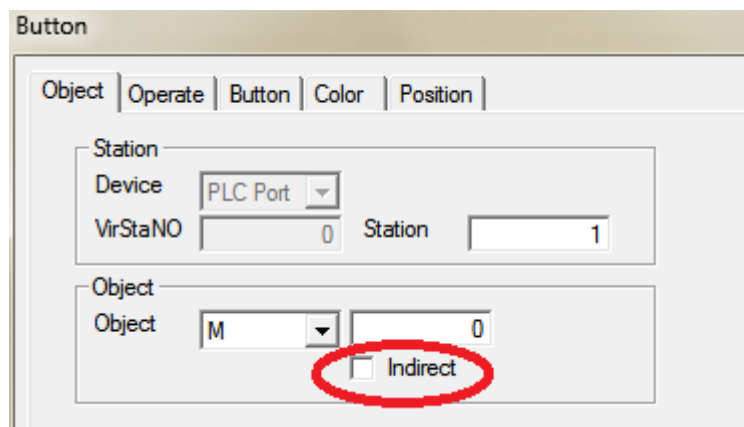 Button
Object Operate Button Color Position
Station
Device PLC Port
VirStaNO 0 Station 1
Object
Object M 0
Indirect